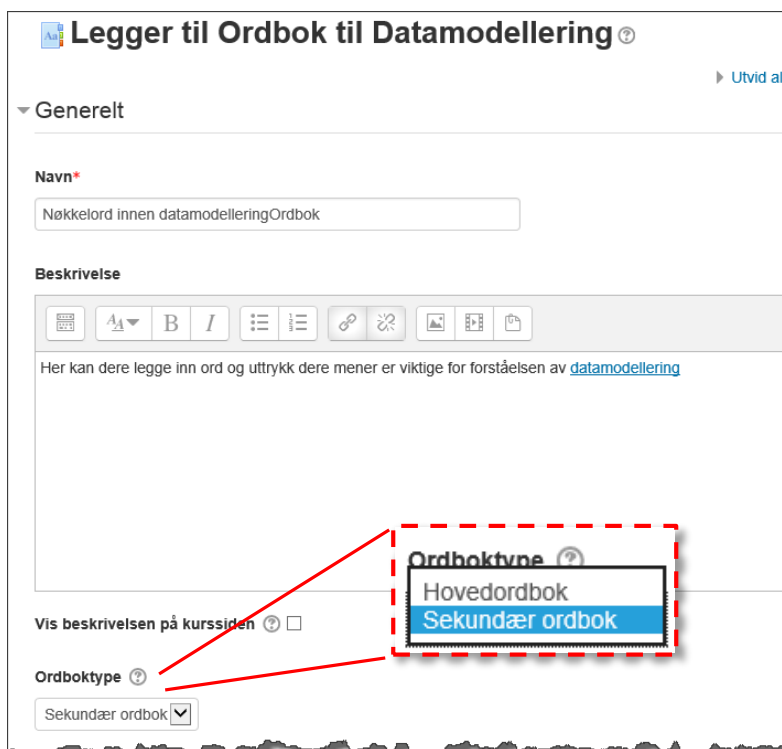 Legger til Ordbok til Datamodellering
Utvid al
Generelt
Navn*
Nøkkelord innen datamodelleringOrdbok
Beskrivelse
Her kan dere legge inn ord og uttrykk dere mener er viktige for forståelsen av datamodellering
Ordboktype
Hovedordbok
Sekundær ordbok
Vis beskrivelsen på kurssiden
Ordboktype
Sekundær ordbok